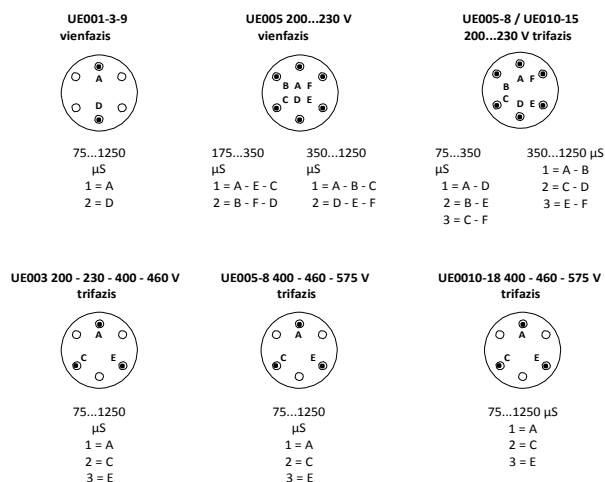 UE001-3-9
vienfazis
A
D
75...1250
µS
1 = A
2 = D
UE005 200...230 V
vienfazis
B A F
C D E
175...350
µS
1 = A - E - C
2 = B - F - D
350...1250
µS
1 = A - B - C
2 = D - E - F
UE005-8 / UE010-15
200...230 V trifazis
A F
B
C
D E
75...350
µS
1 = A - D
2 = B - E
3 = C - F
350...1250 µS
1 = A - B
2 = C - D
3 = E - F
UE003 200 - 230 - 400 - 460 V
trifazis
A
C E
75...1250
µS
1 = A
2 = C
3 = E
UE005-8 400 - 460 - 575 V
trifazis
A
C E
75...1250
µS
1 = A
2 = C
3 = E
UE0010-18 400 - 460 - 575 V
trifazis
A
C E
75...1250 µS
1 = A
2 = C
3 = E